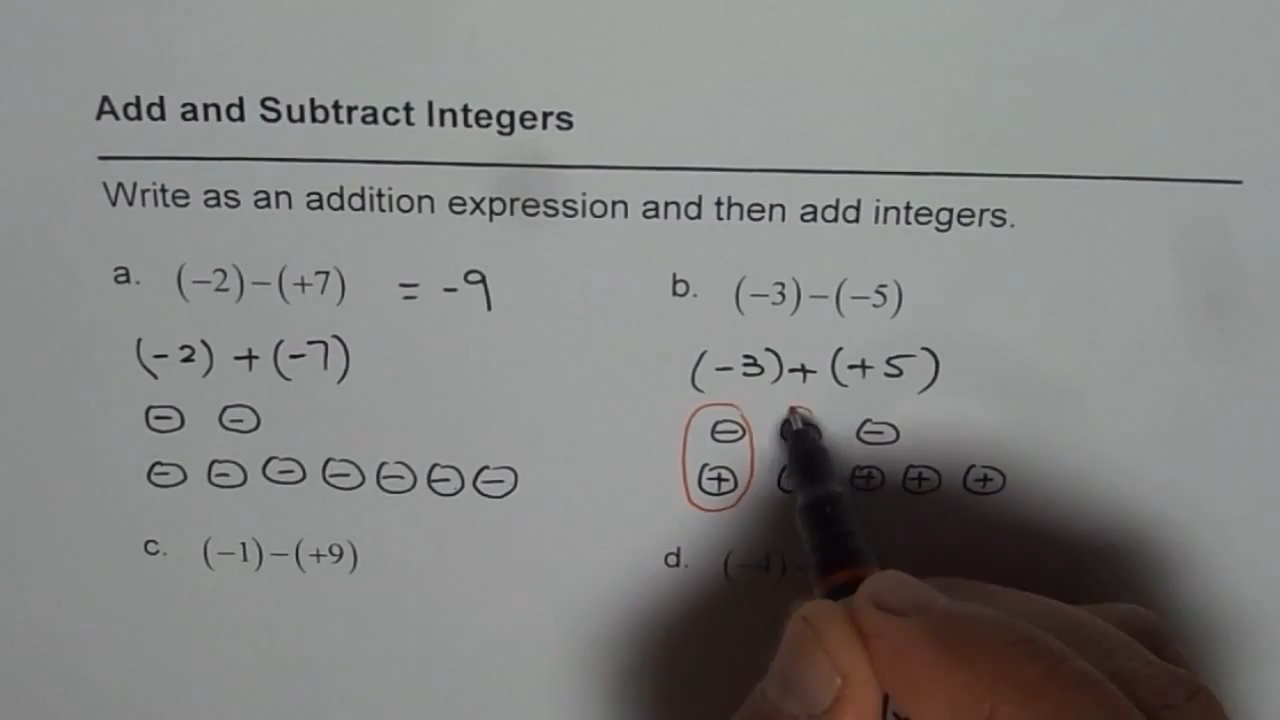 Add and Subtract Integers
Write as an addition expression and then add integers.
a. (−2)−(+7) = -9
(-2) + (-7)
⊖ ⊖
⊖ ⊖ ⊖ ⊖ ⊖ ⊖ ⊖
b. (−3)−(−5)
(-3)+(+5)
⊖ ⊖
⊕ ⊕ ⊕ ⊕
c. (−1)−(+9)
d.